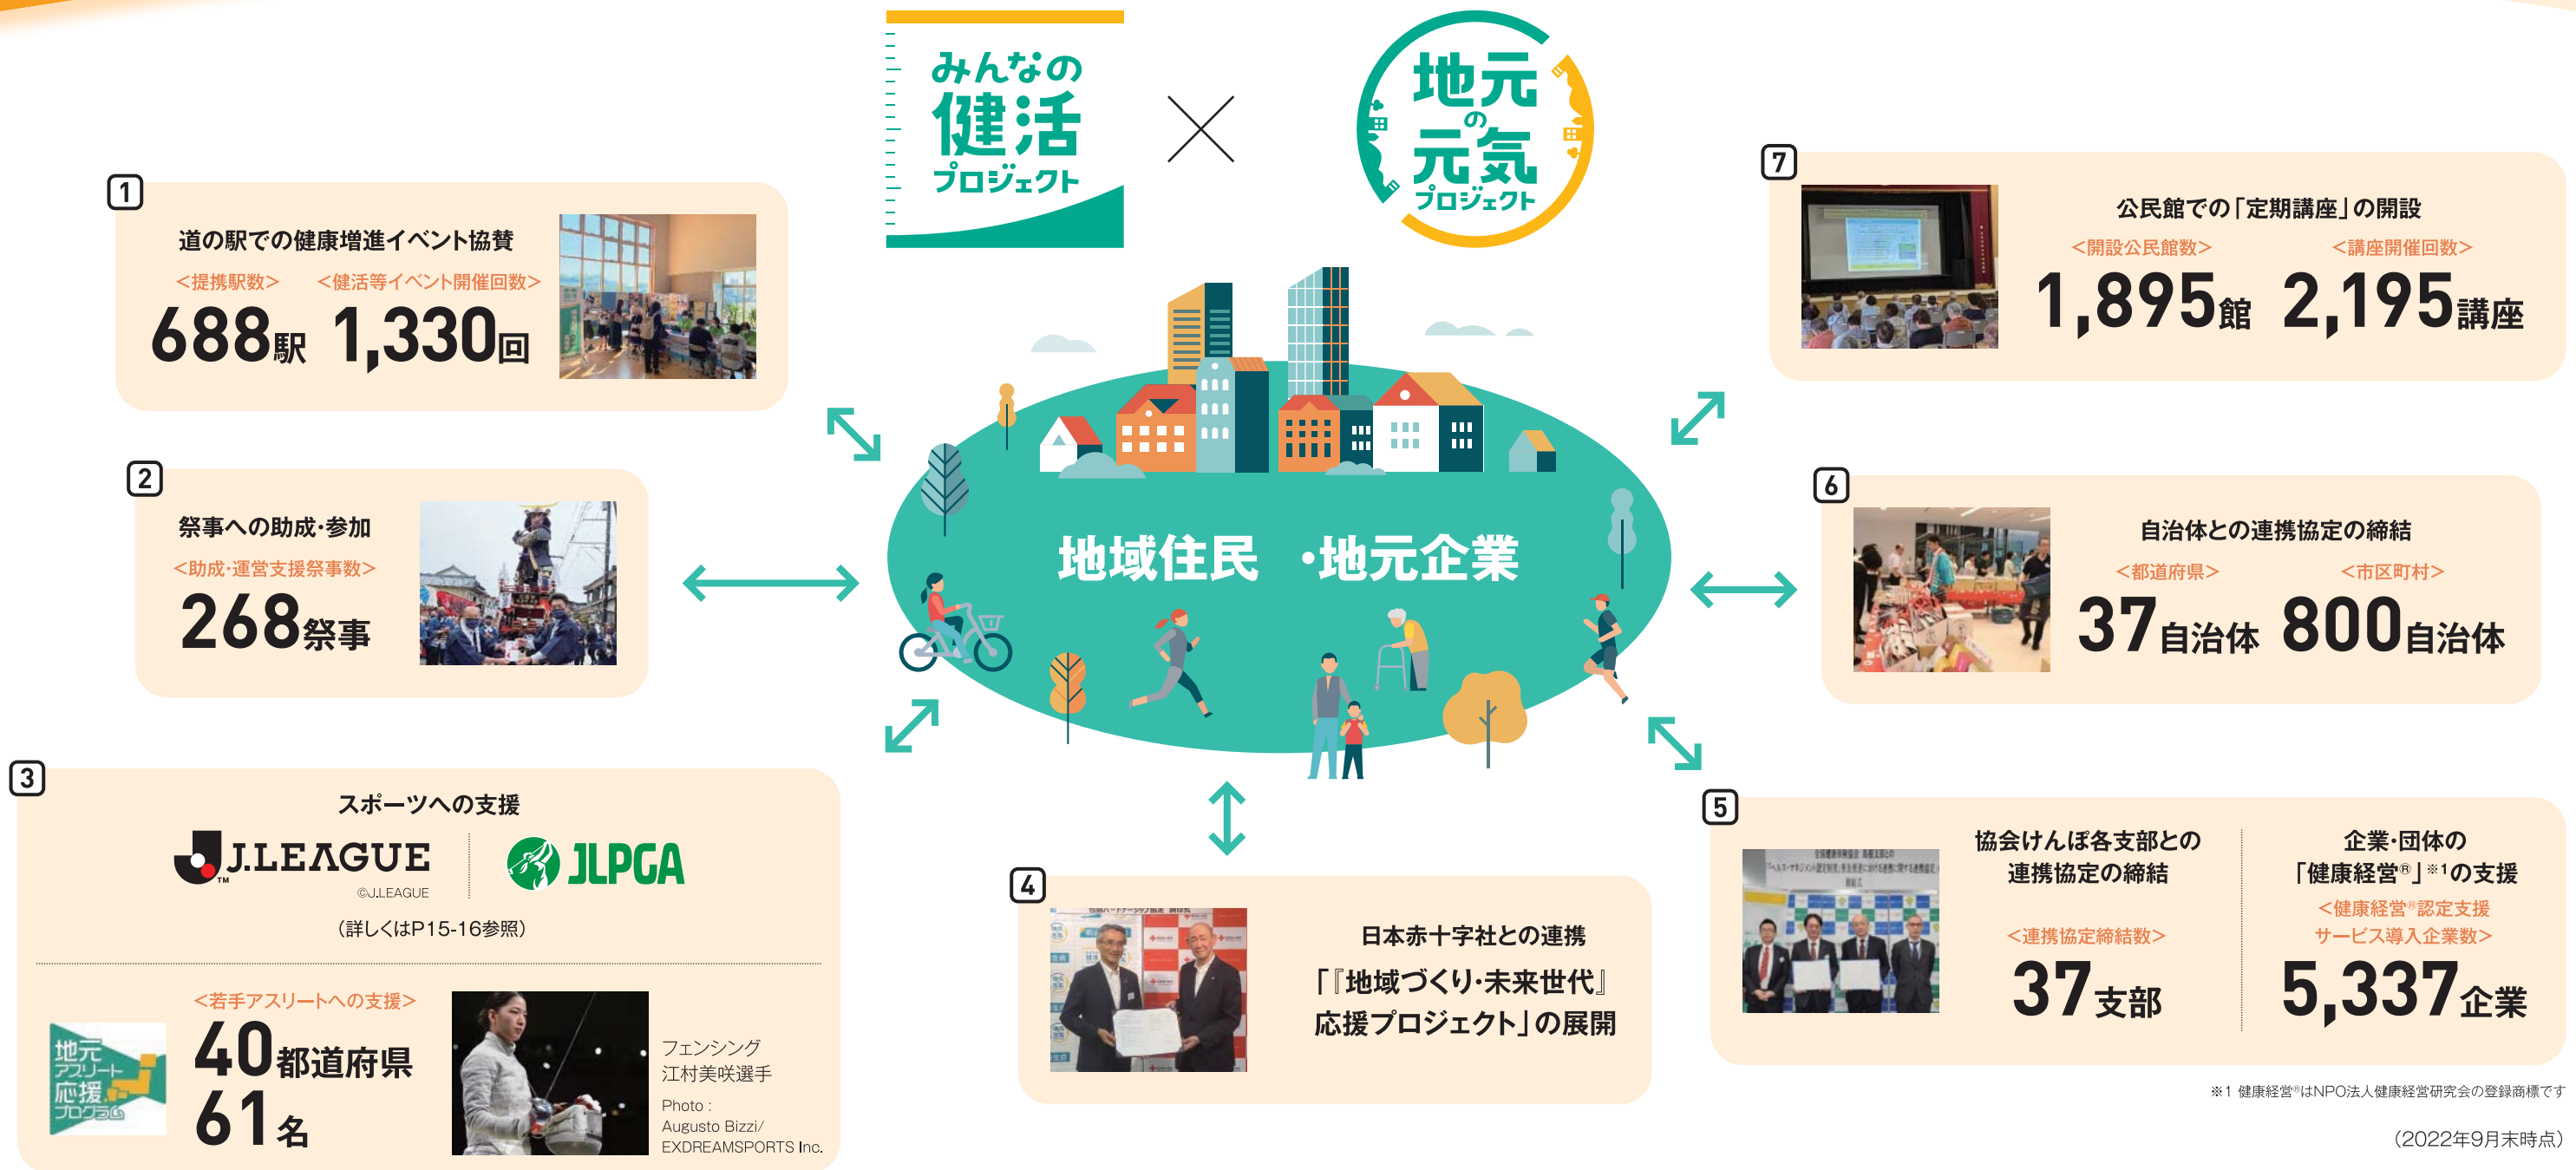 みんなの
健活
プロジェクト
地元
の
元気
プロジェクト
1
道の駅での健康増進イベント協賛
＜提携駅数＞ ＜健活等イベント開催回数＞
688駅 1,330回
2
祭事への助成・参加
＜助成・運営支援祭事数＞
268祭事
3
スポーツへの支援
J.LEAGUE
TM
©J.LEAGUE
JLPGA
（詳しくはP15-16参照）
＜若手アスリートへの支援＞
40都道府県
61名
地元
アスリート
応援
プログラム
フェンシング
江村美咲選手
Photo :
Augusto Bizzi/
EXDREAMSPORTS Inc.
地域住民 ・地元企業
4
日本赤十字社との連携
「『地域づくり・未来世代』
応援プロジェクト」の展開
5
協会けんぽ各支部との
連携協定の締結
＜連携協定締結数＞
37支部
企業・団体の
「健康経営®」※1の支援
＜健康経営®認定支援
サービス導入企業数＞
5,337企業
6
自治体との連携協定の締結
＜都道府県＞ ＜市区町村＞
37自治体 800自治体
7
公民館での「定期講座」の開設
＜開設公民館数＞ ＜講座開催回数＞
1,895館 2,195講座
※1 健康経営®はNPO法人健康経営研究会の登録商標です
（2022年9月末時点）